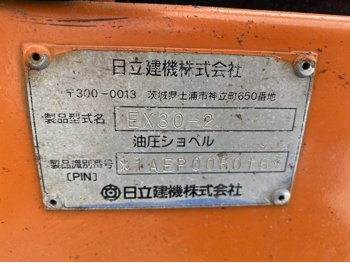 日立建機株式会社
〒300-0013 茨城県土浦市神立町650番地
製品型式名 EX30-2
油圧ショベル
製品識別番号
〔PIN〕
日立建機株式会社